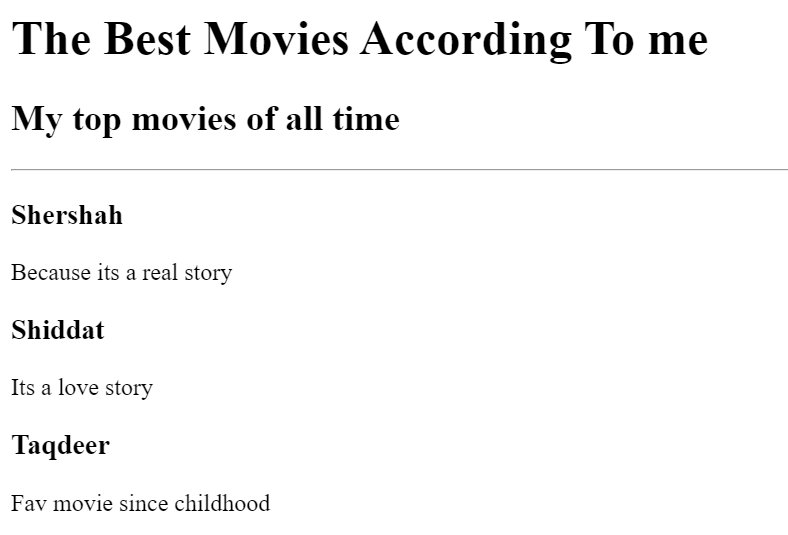 The Best Movies According To me
My top movies of all time
Shershah
Because its a real story
Shiddat
Its a love story
Taqdeer
Fav movie since childhood